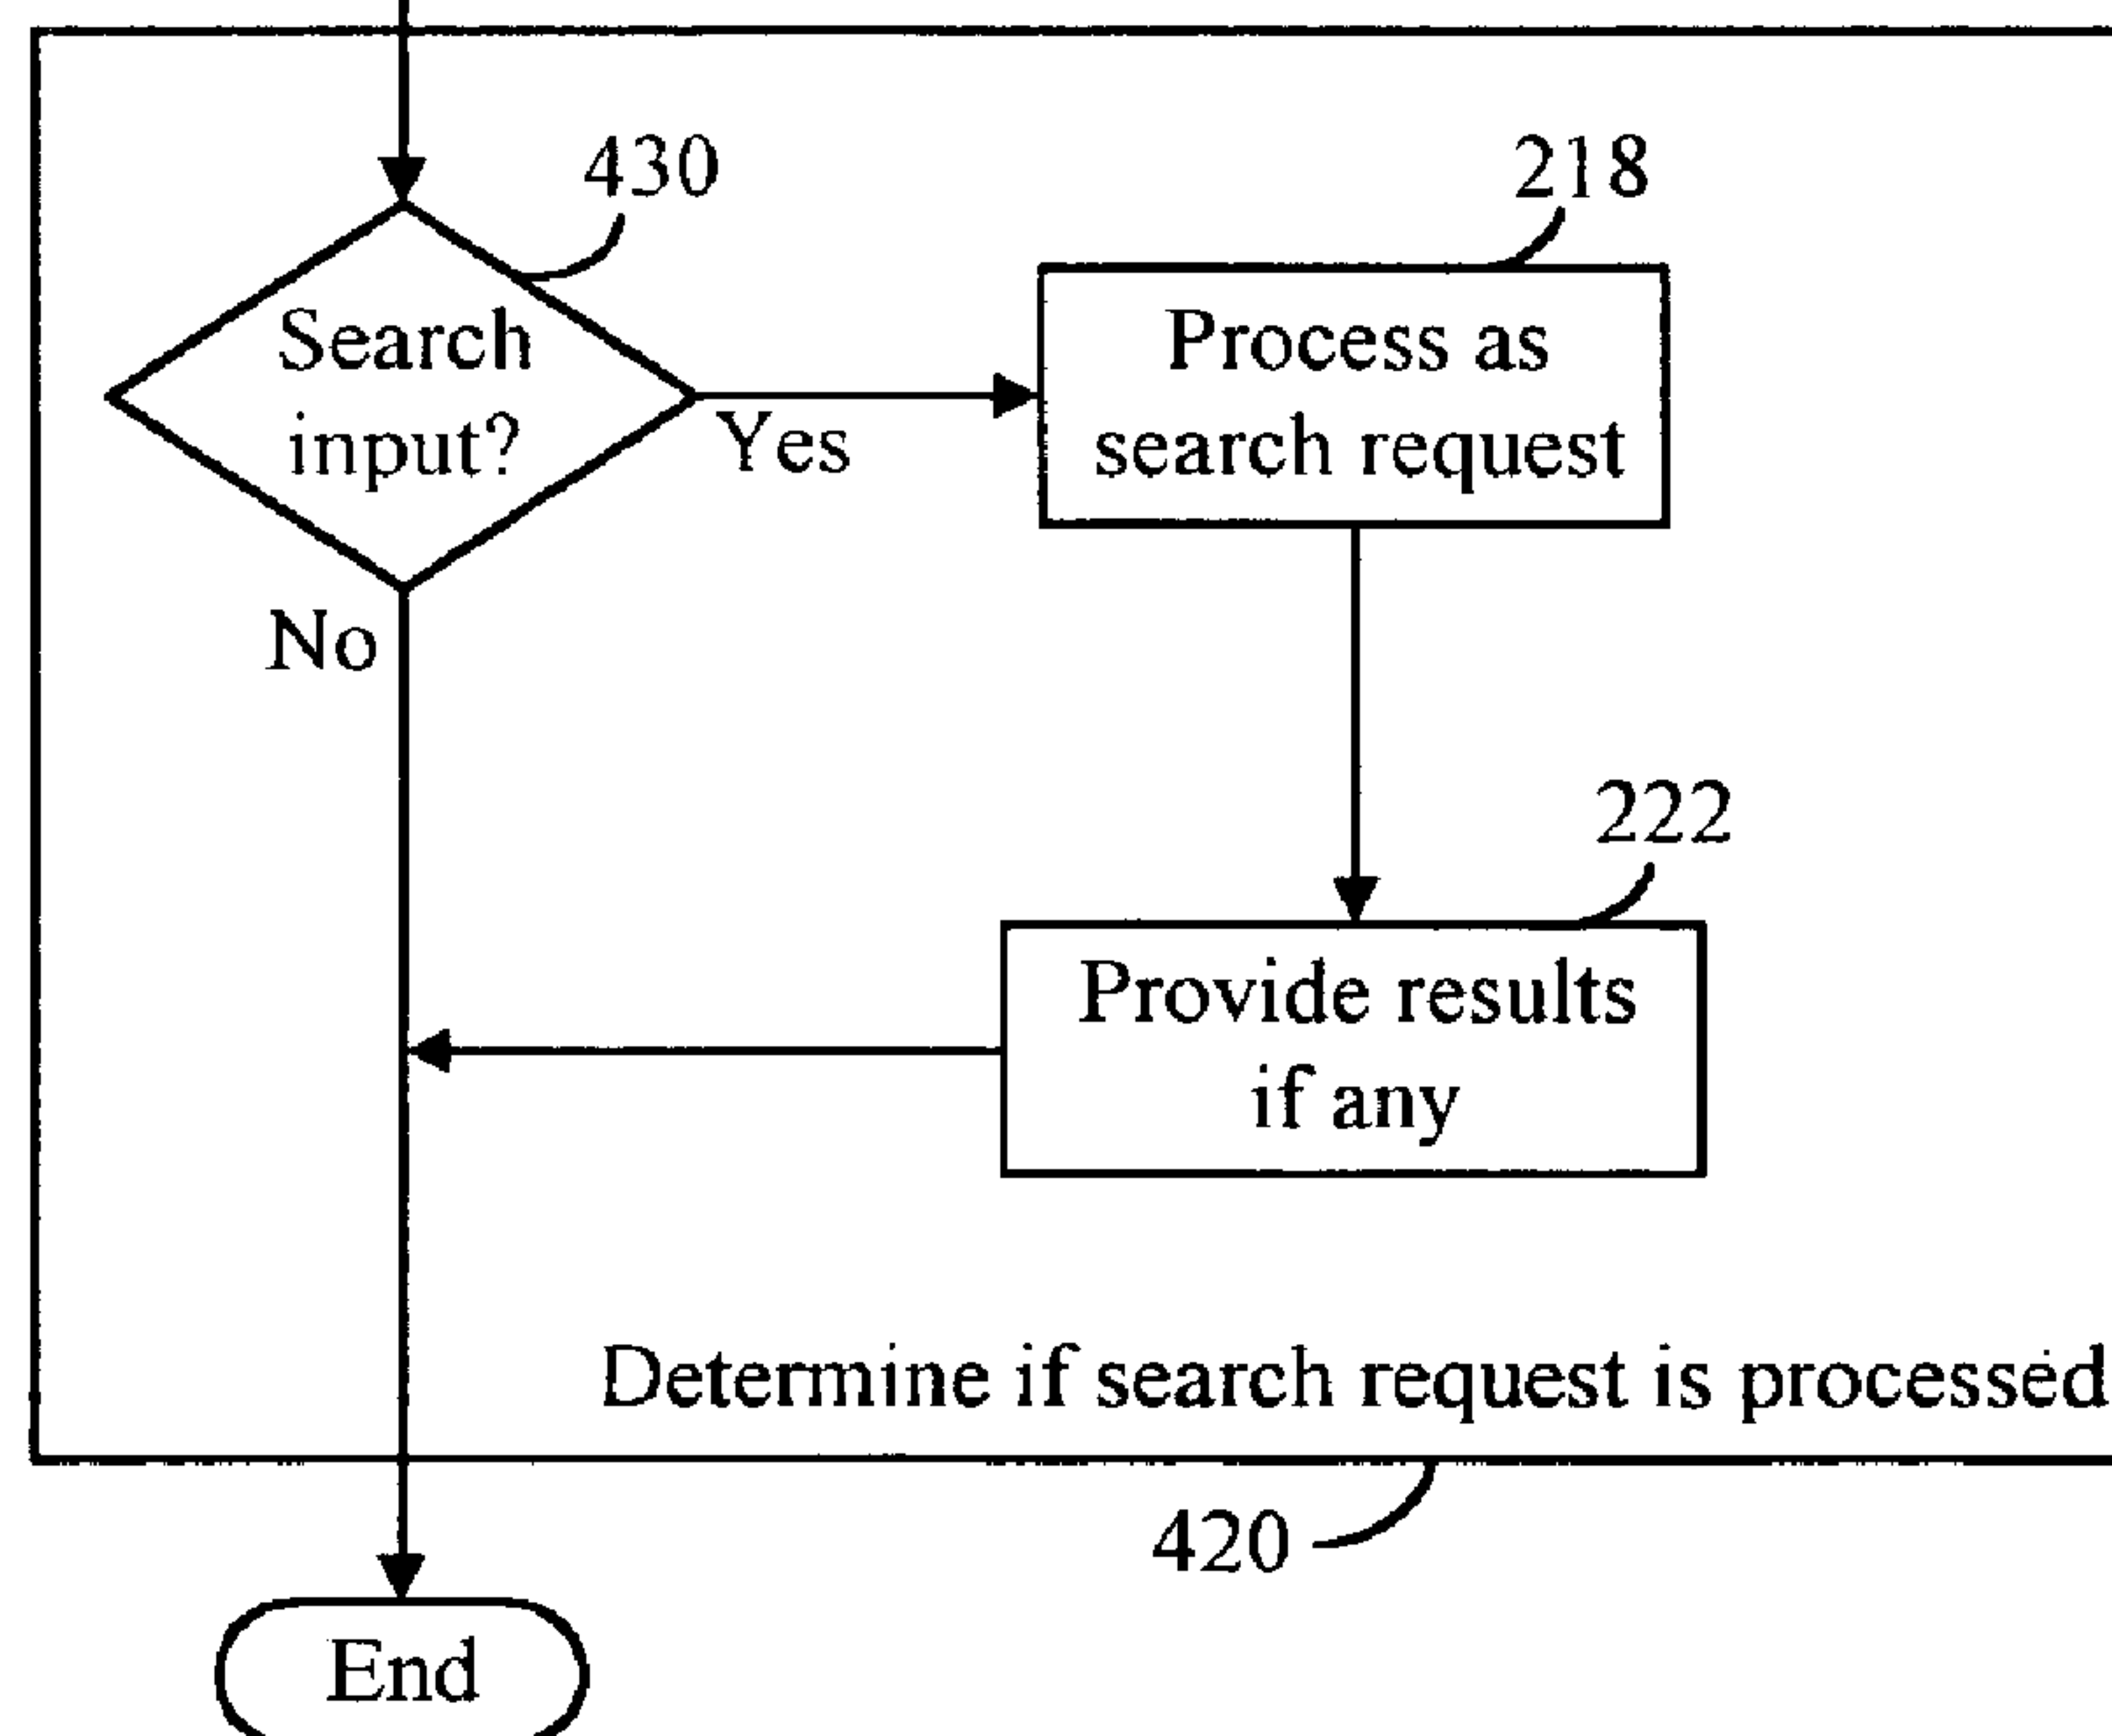 430
218
Search
input?
Process as
search request
Yes
No
222
Provide results
if any
Determine if search request is processed
420
End